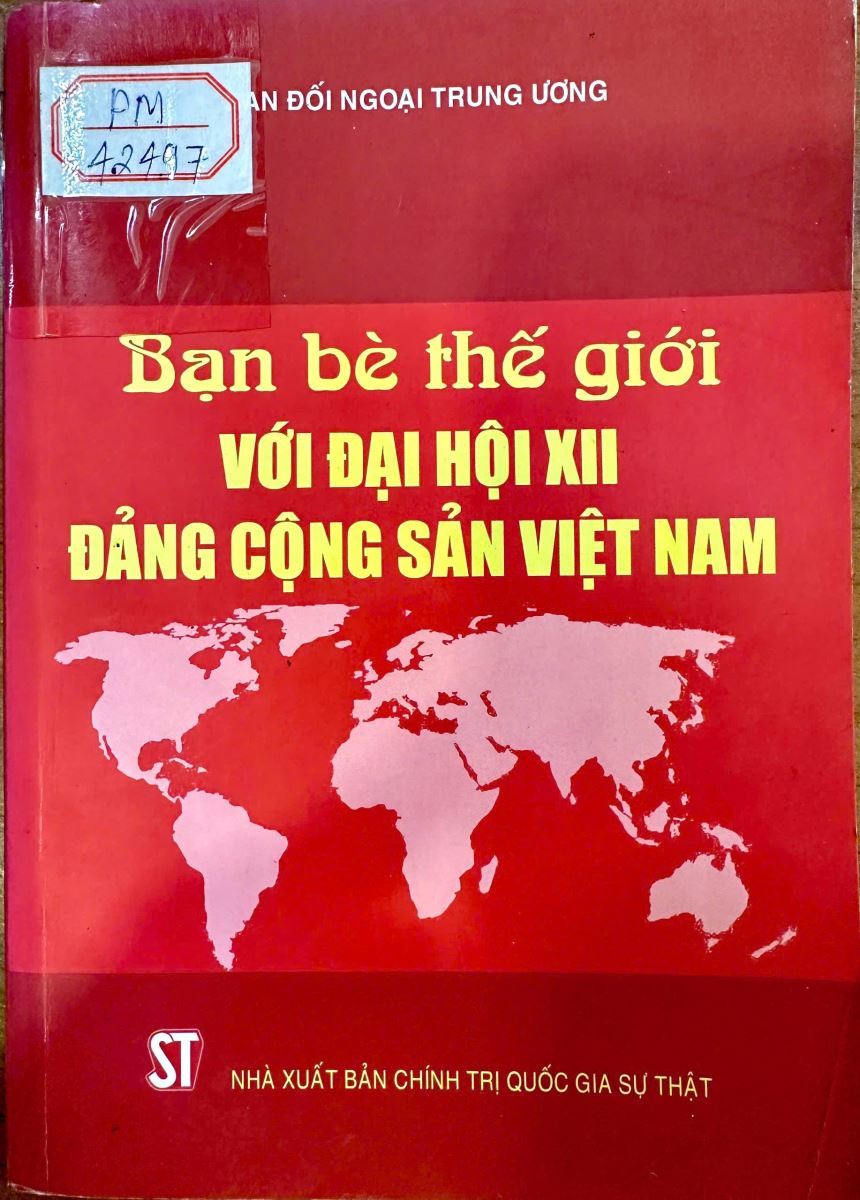 PM
42497
AN ĐỐI NGOẠI TRUNG ƯƠNG
Bạn bè thế giới
VỚI ĐẠI HỘI XII
ĐẢNG CỘNG SẢN VIỆT NAM
ST
NHÀ XUẤT BẢN CHÍNH TRỊ QUỐC GIA SỰ THẬT